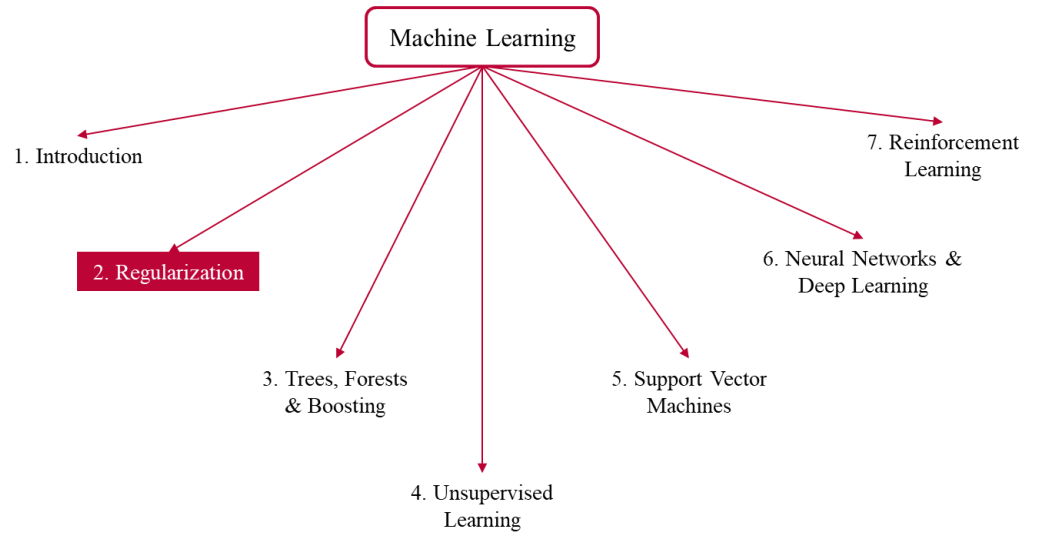 Machine Learning
1. Introduction
2. Regularization
3. Trees, Forests
& Boosting
4. Unsupervised
Learning
5. Support Vector
Machines
6. Neural Networks &
Deep Learning
7. Reinforcement
Learning